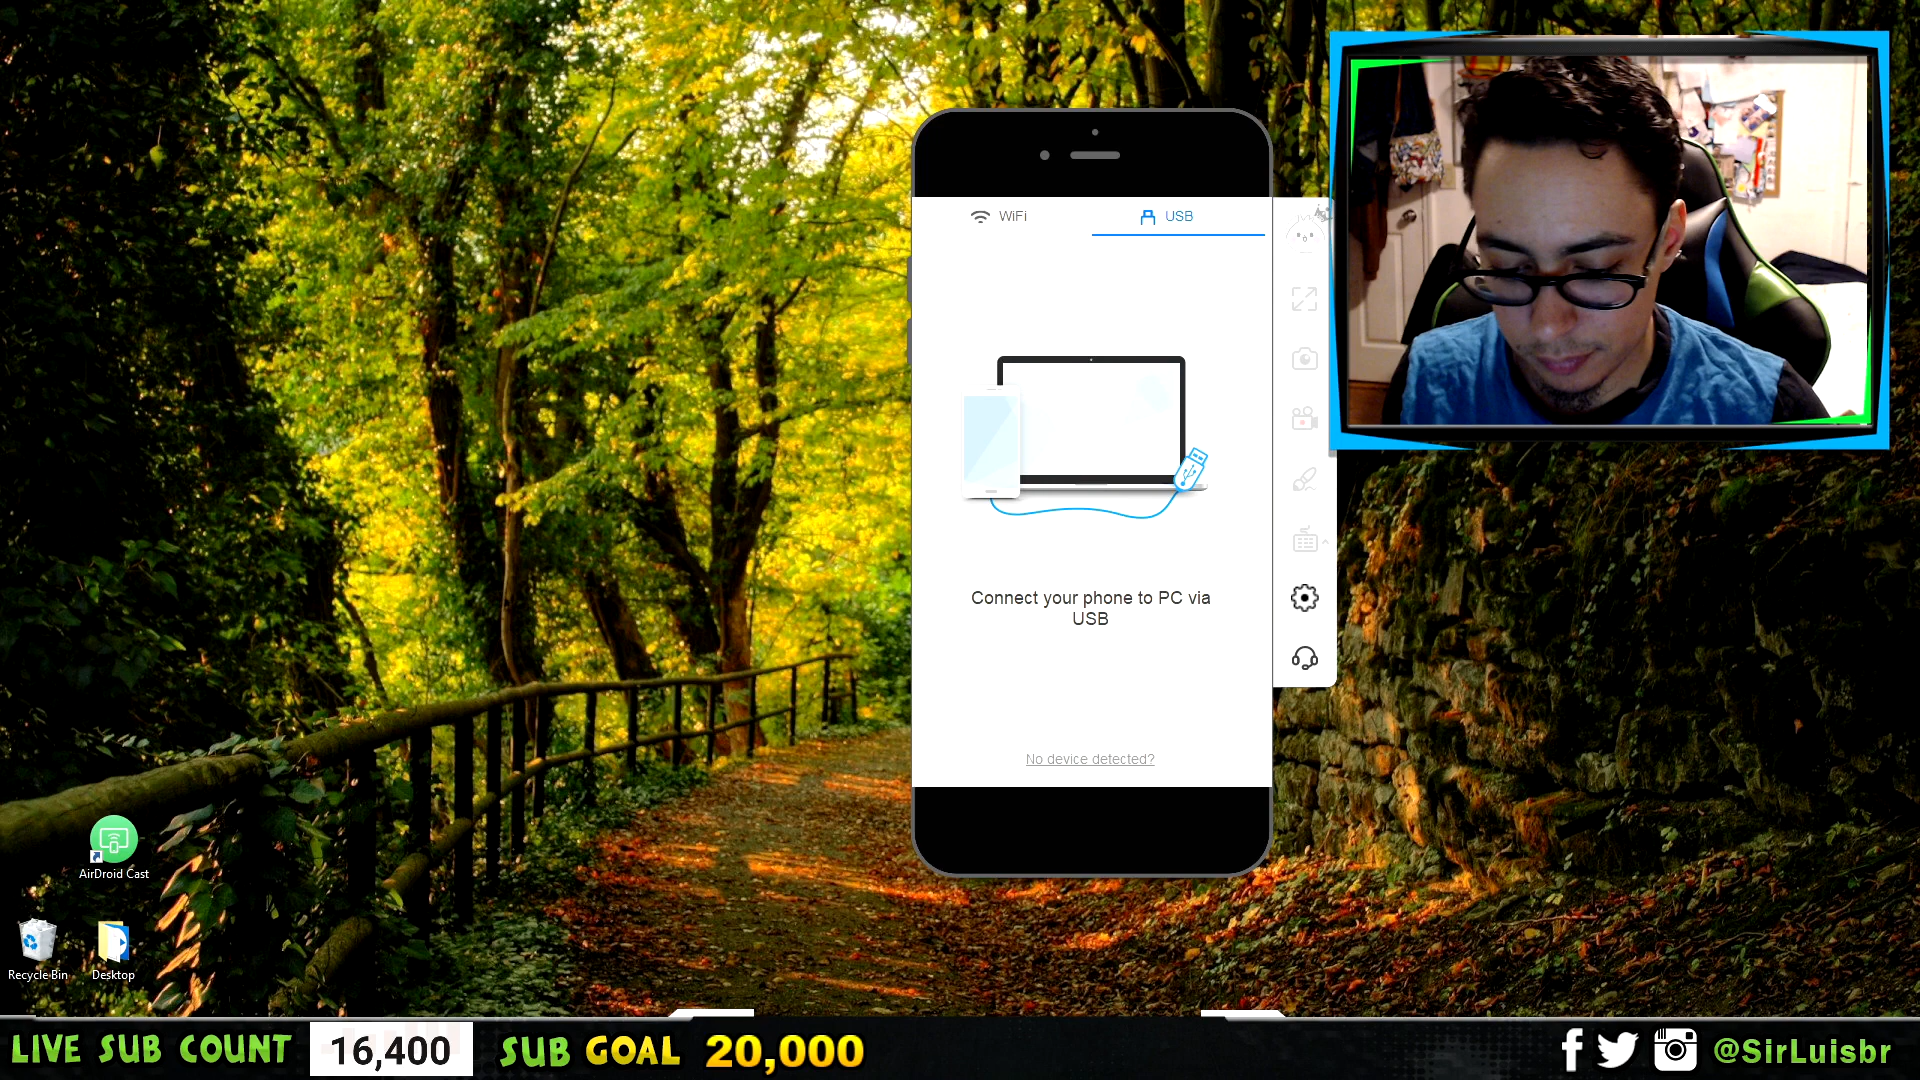 WiFi
USB
Connect your phone to PC via
USB
No device detected?
AirDroid Cast
Recycle Bin
Desktop
LIVE SUB COUNT 16,400 SUB GOAL 20,000
@SirLuisbr